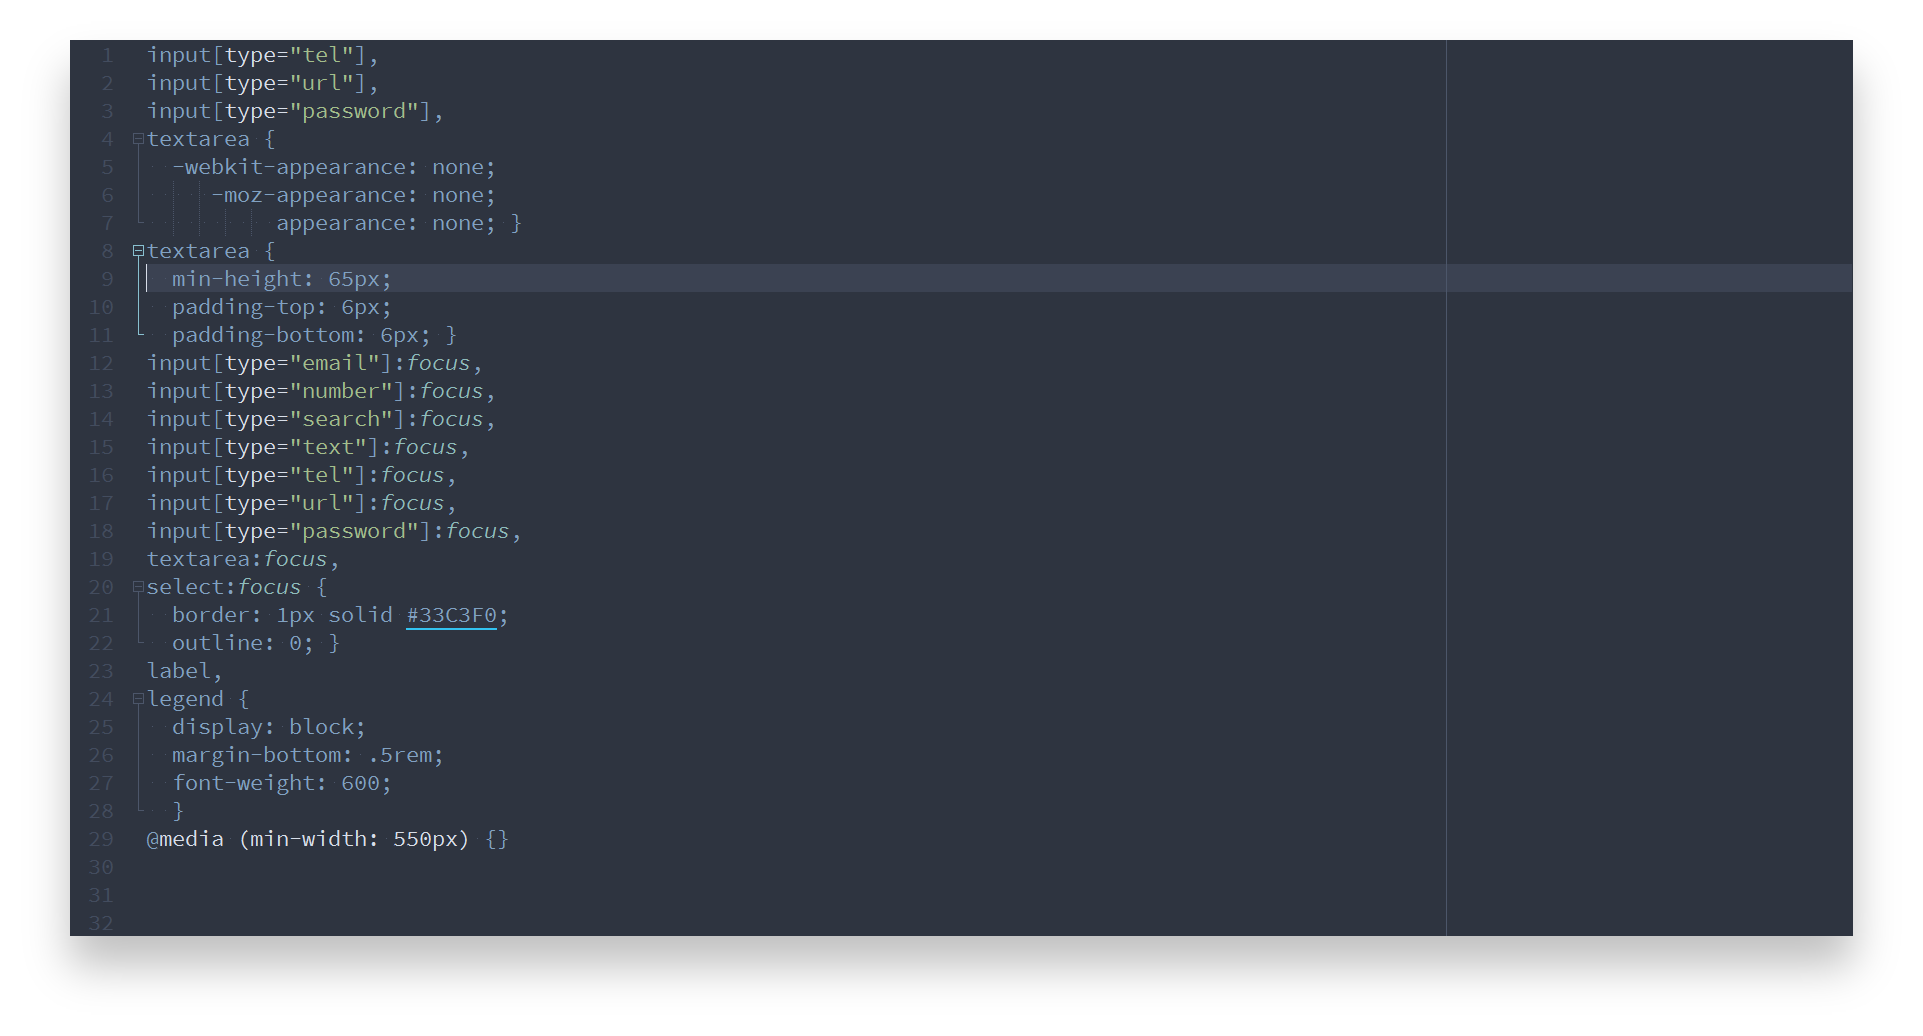 1 input[type="tel"],
2 input[type="url"],
3 input[type="password"],
4 textarea {
5   -webkit-appearance: none;
6      -moz-appearance: none;
7           appearance: none; }
8 textarea {
9   min-height: 65px;
10   padding-top: 6px;
11   padding-bottom: 6px; }
12 input[type="email"]:focus,
13 input[type="number"]:focus,
14 input[type="search"]:focus,
15 input[type="text"]:focus,
16 input[type="tel"]:focus,
17 input[type="url"]:focus,
18 input[type="password"]:focus,
19 textarea:focus,
20 select:focus {
21   border: 1px solid #33C3F0;
22   outline: 0; }
23 label,
24 legend {
25   display: block;
26   margin-bottom: .5rem;
27   font-weight: 600;
28   }
29 @media (min-width: 550px) {}
30
31
32